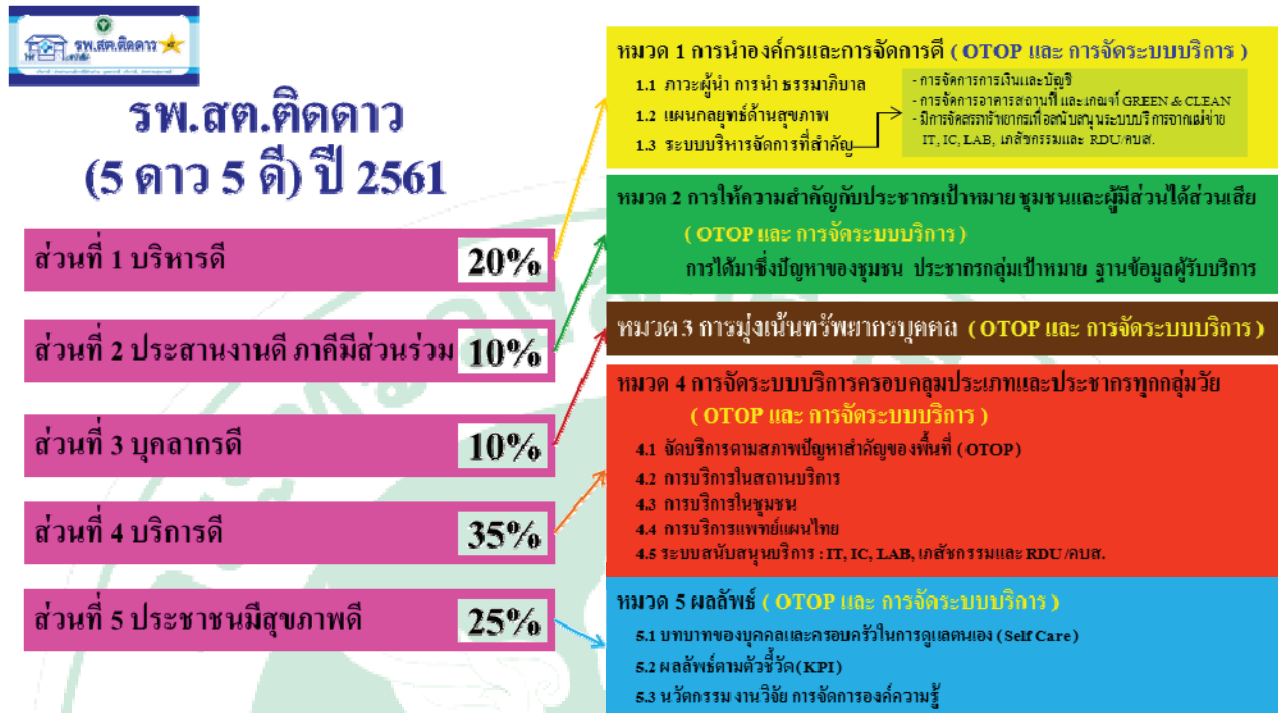 รพ.สต.ติดดาว
รพ.สต.ติดดาว
(5 ดาว 5 ดี) ปี 2561
ส่วนที่ 1 บริหารดี 20%
ส่วนที่ 2 ประสานงานดี ภาคีมีส่วนร่วม 10%
ส่วนที่ 3 บุคลากรดี 10%
ส่วนที่ 4 บริการดี 35%
ส่วนที่ 5 ประชาชนมีสุขภาพดี 25%
หมวด 1 การนำองค์กรและการจัดการดี ( OTOP และ การจัดระบบบริการ )
1.1 ภาวะผู้นำ การนำ ธรรมาภิบาล
1.2 แผนกลยุทธ์ด้านสุขภาพ
1.3 ระบบบริหารจัดการที่สำคัญ
- การจัดการการเงินและบัญชี
- การจัดการอาคารสถานที่ และเกณฑ์ GREEN & CLEAN
- มีการจัดสรรทรัพยากรเพื่อสนับสนุนระบบบริการจากแม่ข่าย
IT, IC, LAB, เภสัชกรรมและ RDU/คบส.
หมวด 2 การให้ความสำคัญกับประชากรเป้าหมาย ชุมชนและผู้มีส่วนได้ส่วนเสีย
( OTOP และ การจัดระบบบริการ )
การได้มาซึ่งปัญหาของชุมชน ประชากรกลุ่มเป้าหมาย ฐานข้อมูลผู้รับบริการ
หมวด 3 การมุ่งเน้นทรัพยากรบุคคล ( OTOP และ การจัดระบบบริการ )
หมวด 4 การจัดระบบบริการครอบคลุมประเภทและประชากรทุกกลุ่มวัย
( OTOP และ การจัดระบบบริการ )
4.1 จัดบริการตามสภาพปัญหาสำคัญของพื้นที่ (OTOP)
4.2 การบริการในสถานบริการ
4.3 การบริการในชุมชน
4.4 การบริการแพทย์แผนไทย
4.5 ระบบสนับสนุนบริการ : IT, IC, LAB, เภสัชกรรมและ RDU /คบส.
หมวด 5 ผลลัพธ์ ( OTOP และ การจัดระบบบริการ )
5.1 บทบาทของบุคคลและครอบครัวในการดูแลตนเอง (Self Care)
5.2 ผลลัพธ์ตามตัวชี้วัด(KPI)
5.3 นวัตกรรม งานวิจัย การจัดการองค์ความรู้